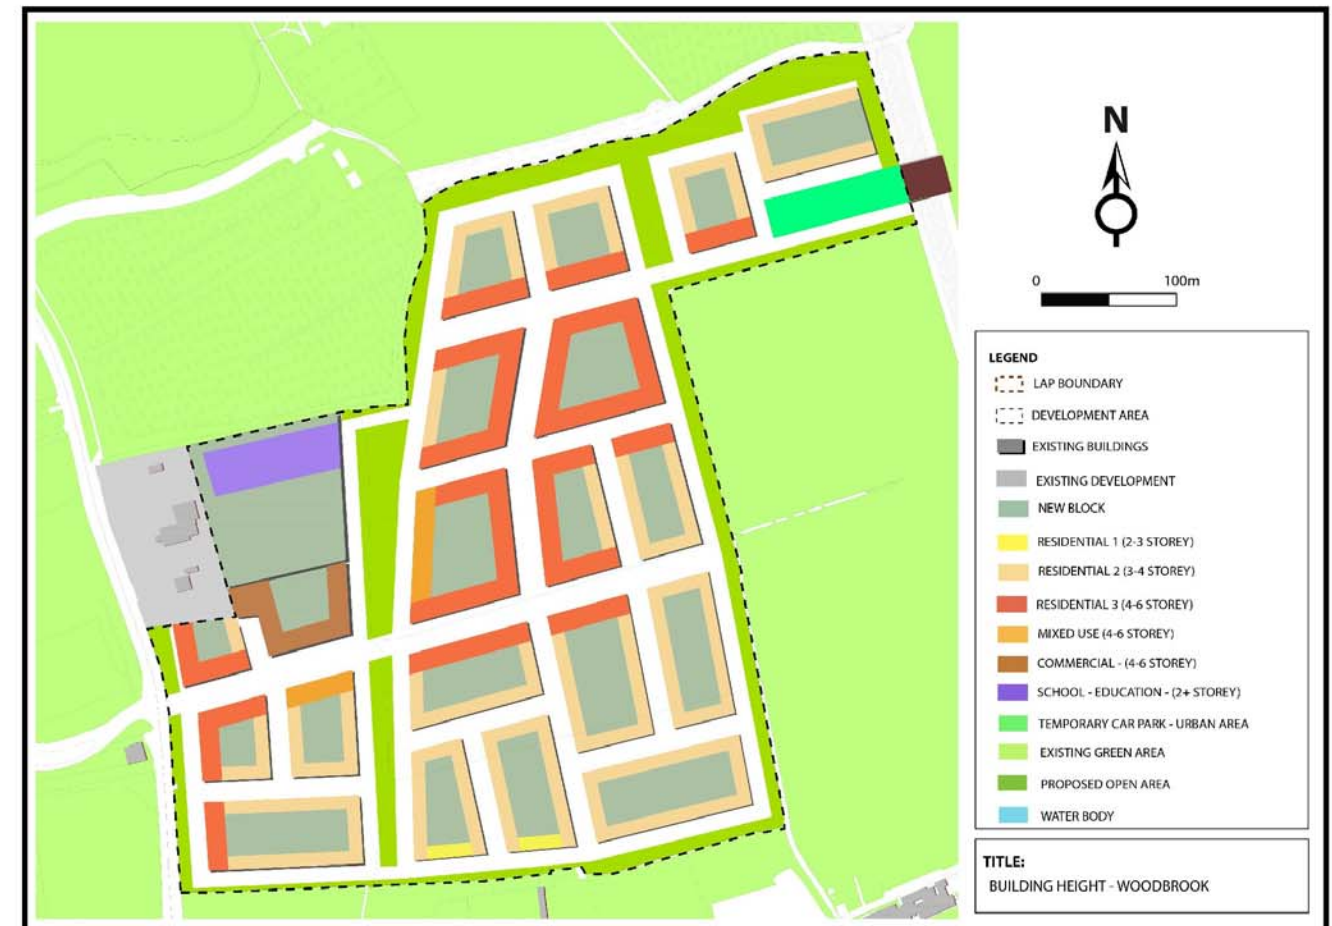 N
0 100m
LEGEND
LAP BOUNDARY
DEVELOPMENT AREA
EXISTING BUILDINGS
EXISTING DEVELOPMENT
NEW BLOCK
RESIDENTIAL 1 (2-3 STOREY)
RESIDENTIAL 2 (3-4 STOREY)
RESIDENTIAL 3 (4-6 STOREY)
MIXED USE (4-6 STOREY)
COMMERCIAL - (4-6 STOREY)
SCHOOL - EDUCATION - (2+ STOREY)
TEMPORARY CAR PARK - URBAN AREA
EXISTING GREEN AREA
PROPOSED OPEN AREA
WATER BODY
TITLE:
BUILDING HEIGHT - WOODBROOK